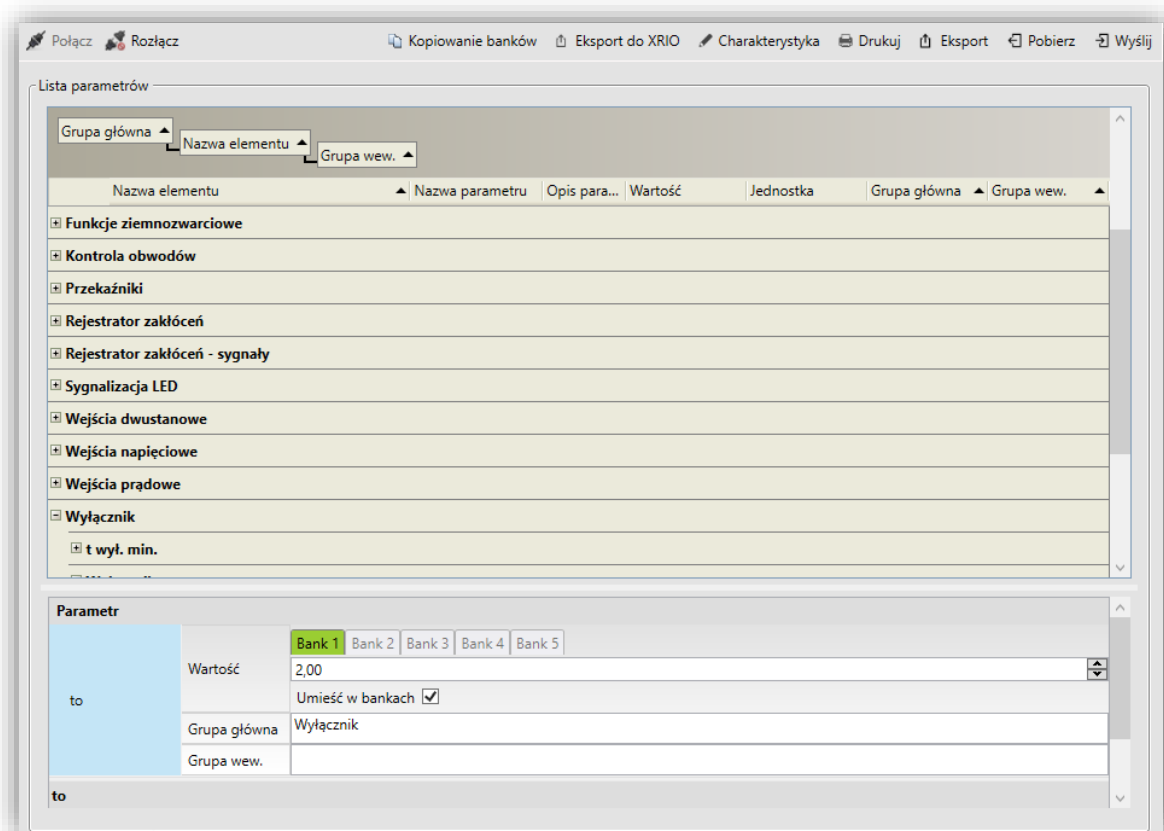 Połącz Rozłącz Kopiowanie banków Eksport do XRIO Charakterystyka Drukuj Eksport Pobierz Wyślij
Lista parametrów
Grupa główna
Nazwa elementu
Grupa wew.
Nazwa elementu Nazwa parametru Opis para... Wartość Jednostka Grupa główna Grupa wew.
Funkcje ziemnozwarciowe
Kontrola obwodów
Przekaźniki
Rejestrator zakłóceń
Rejestrator zakłóceń - sygnały
Sygnalizacja LED
Wejścia dwustanowe
Wejścia napięciowe
Wejścia prądowe
Wyłącznik
t wył. min.
Parametr
Bank 1 Bank 2 Bank 3 Bank 4 Bank 5
Wartość
2,00
Umieść w bankach
to
Grupa główna Wyłącznik
Grupa wew.
to